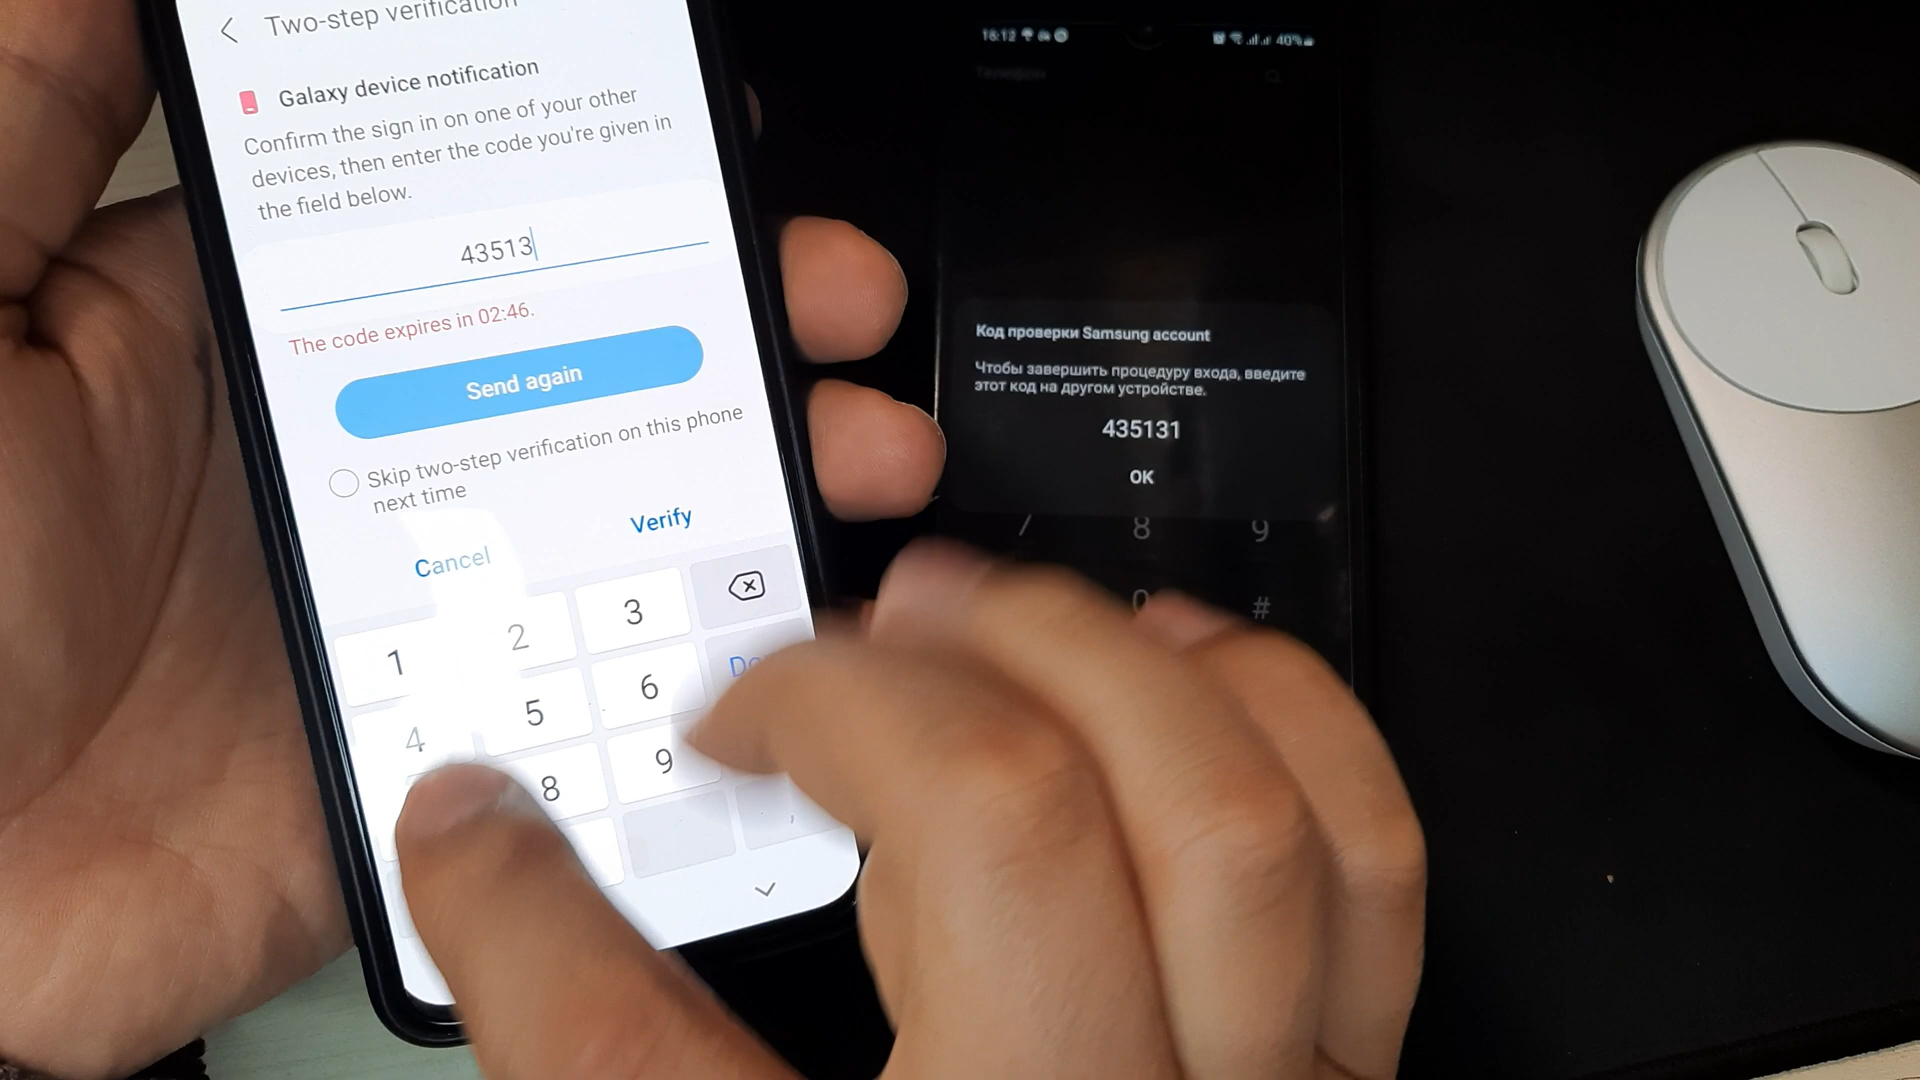 Two-step verification
Galaxy device notification
Confirm the sign in on one of your other
devices, then enter the code you're given in
the field below.
43513
The code expires in 02:46.
Send again
Skip two-step verification on this phone
next time
Cancel
Verify
1
2
3
4
5
6
8
9
,
16:12
40%
Телефон
Код проверки Samsung account
Чтобы завершить процедуру входа, введите
этот код на другом устройстве.
435131
OK
8
9
#